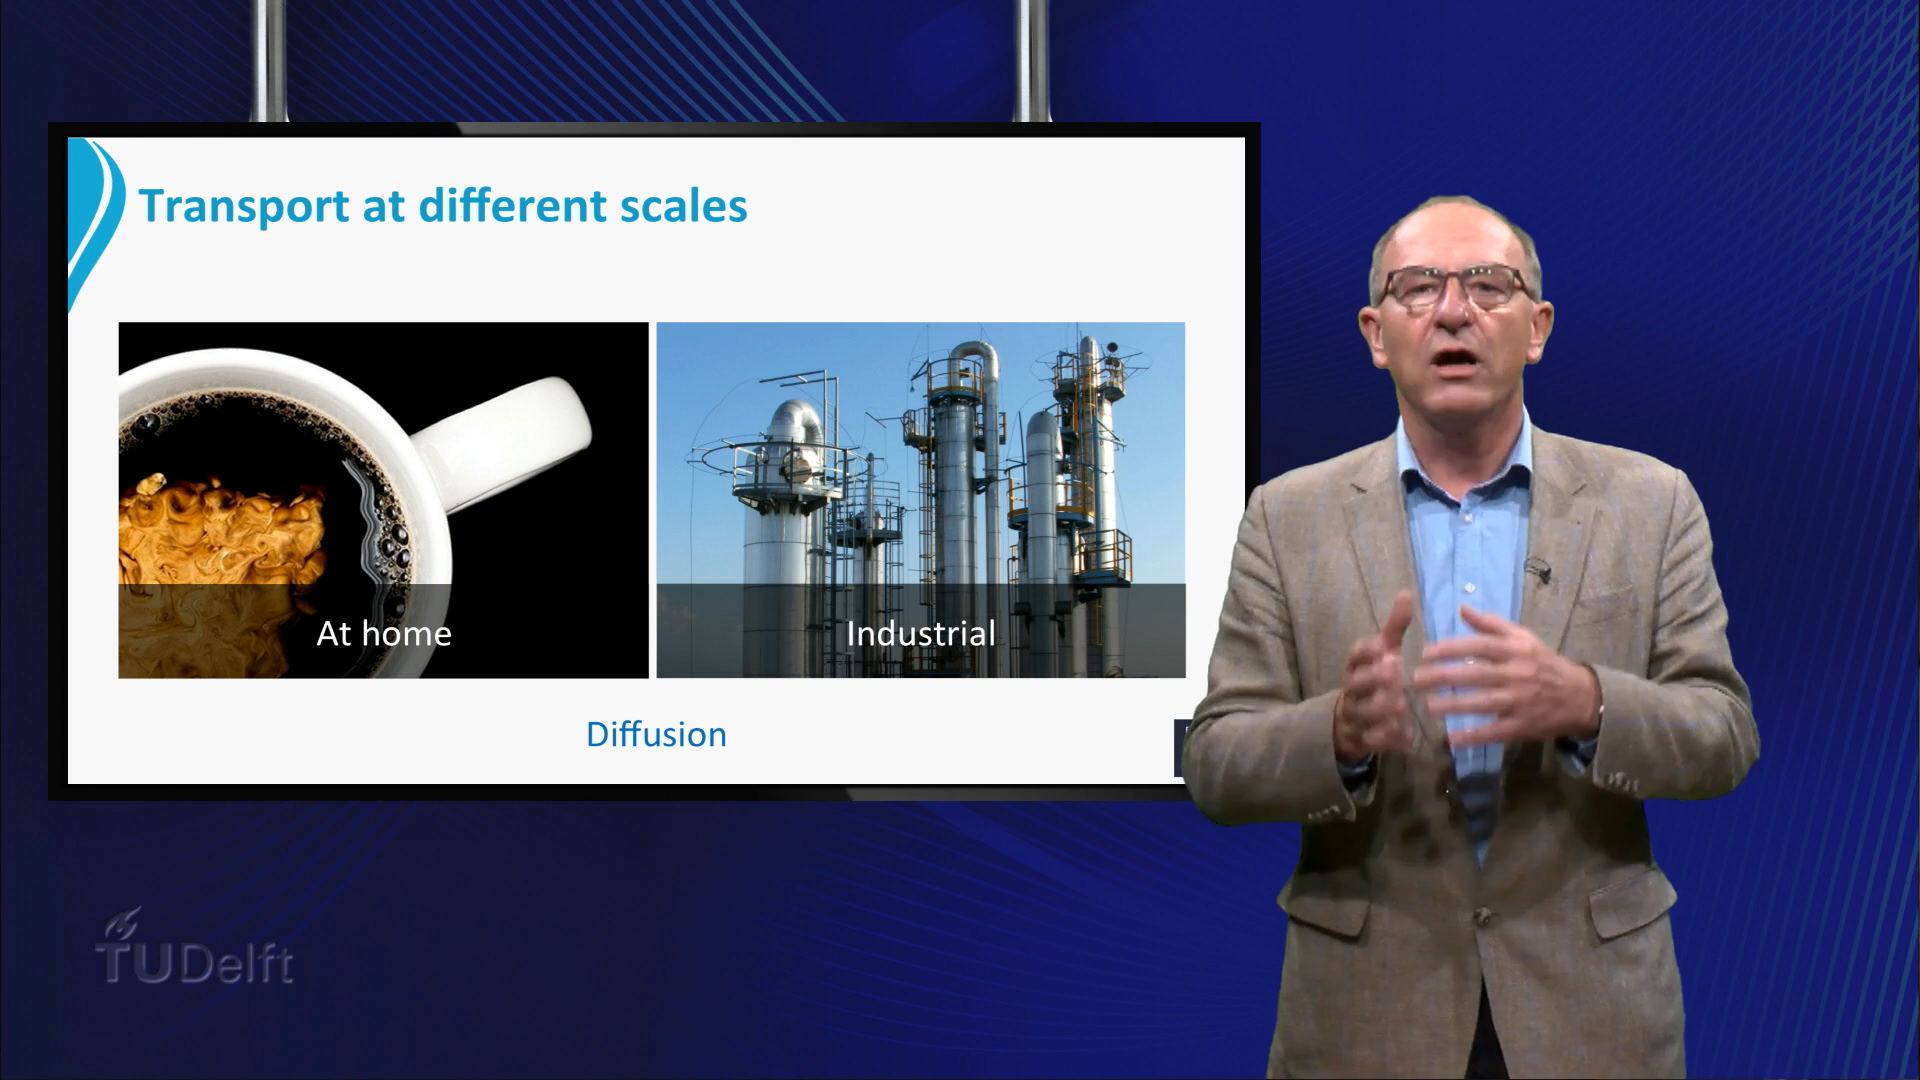 Transport at different scales
At home
Industrial
Diffusion
TUDelft